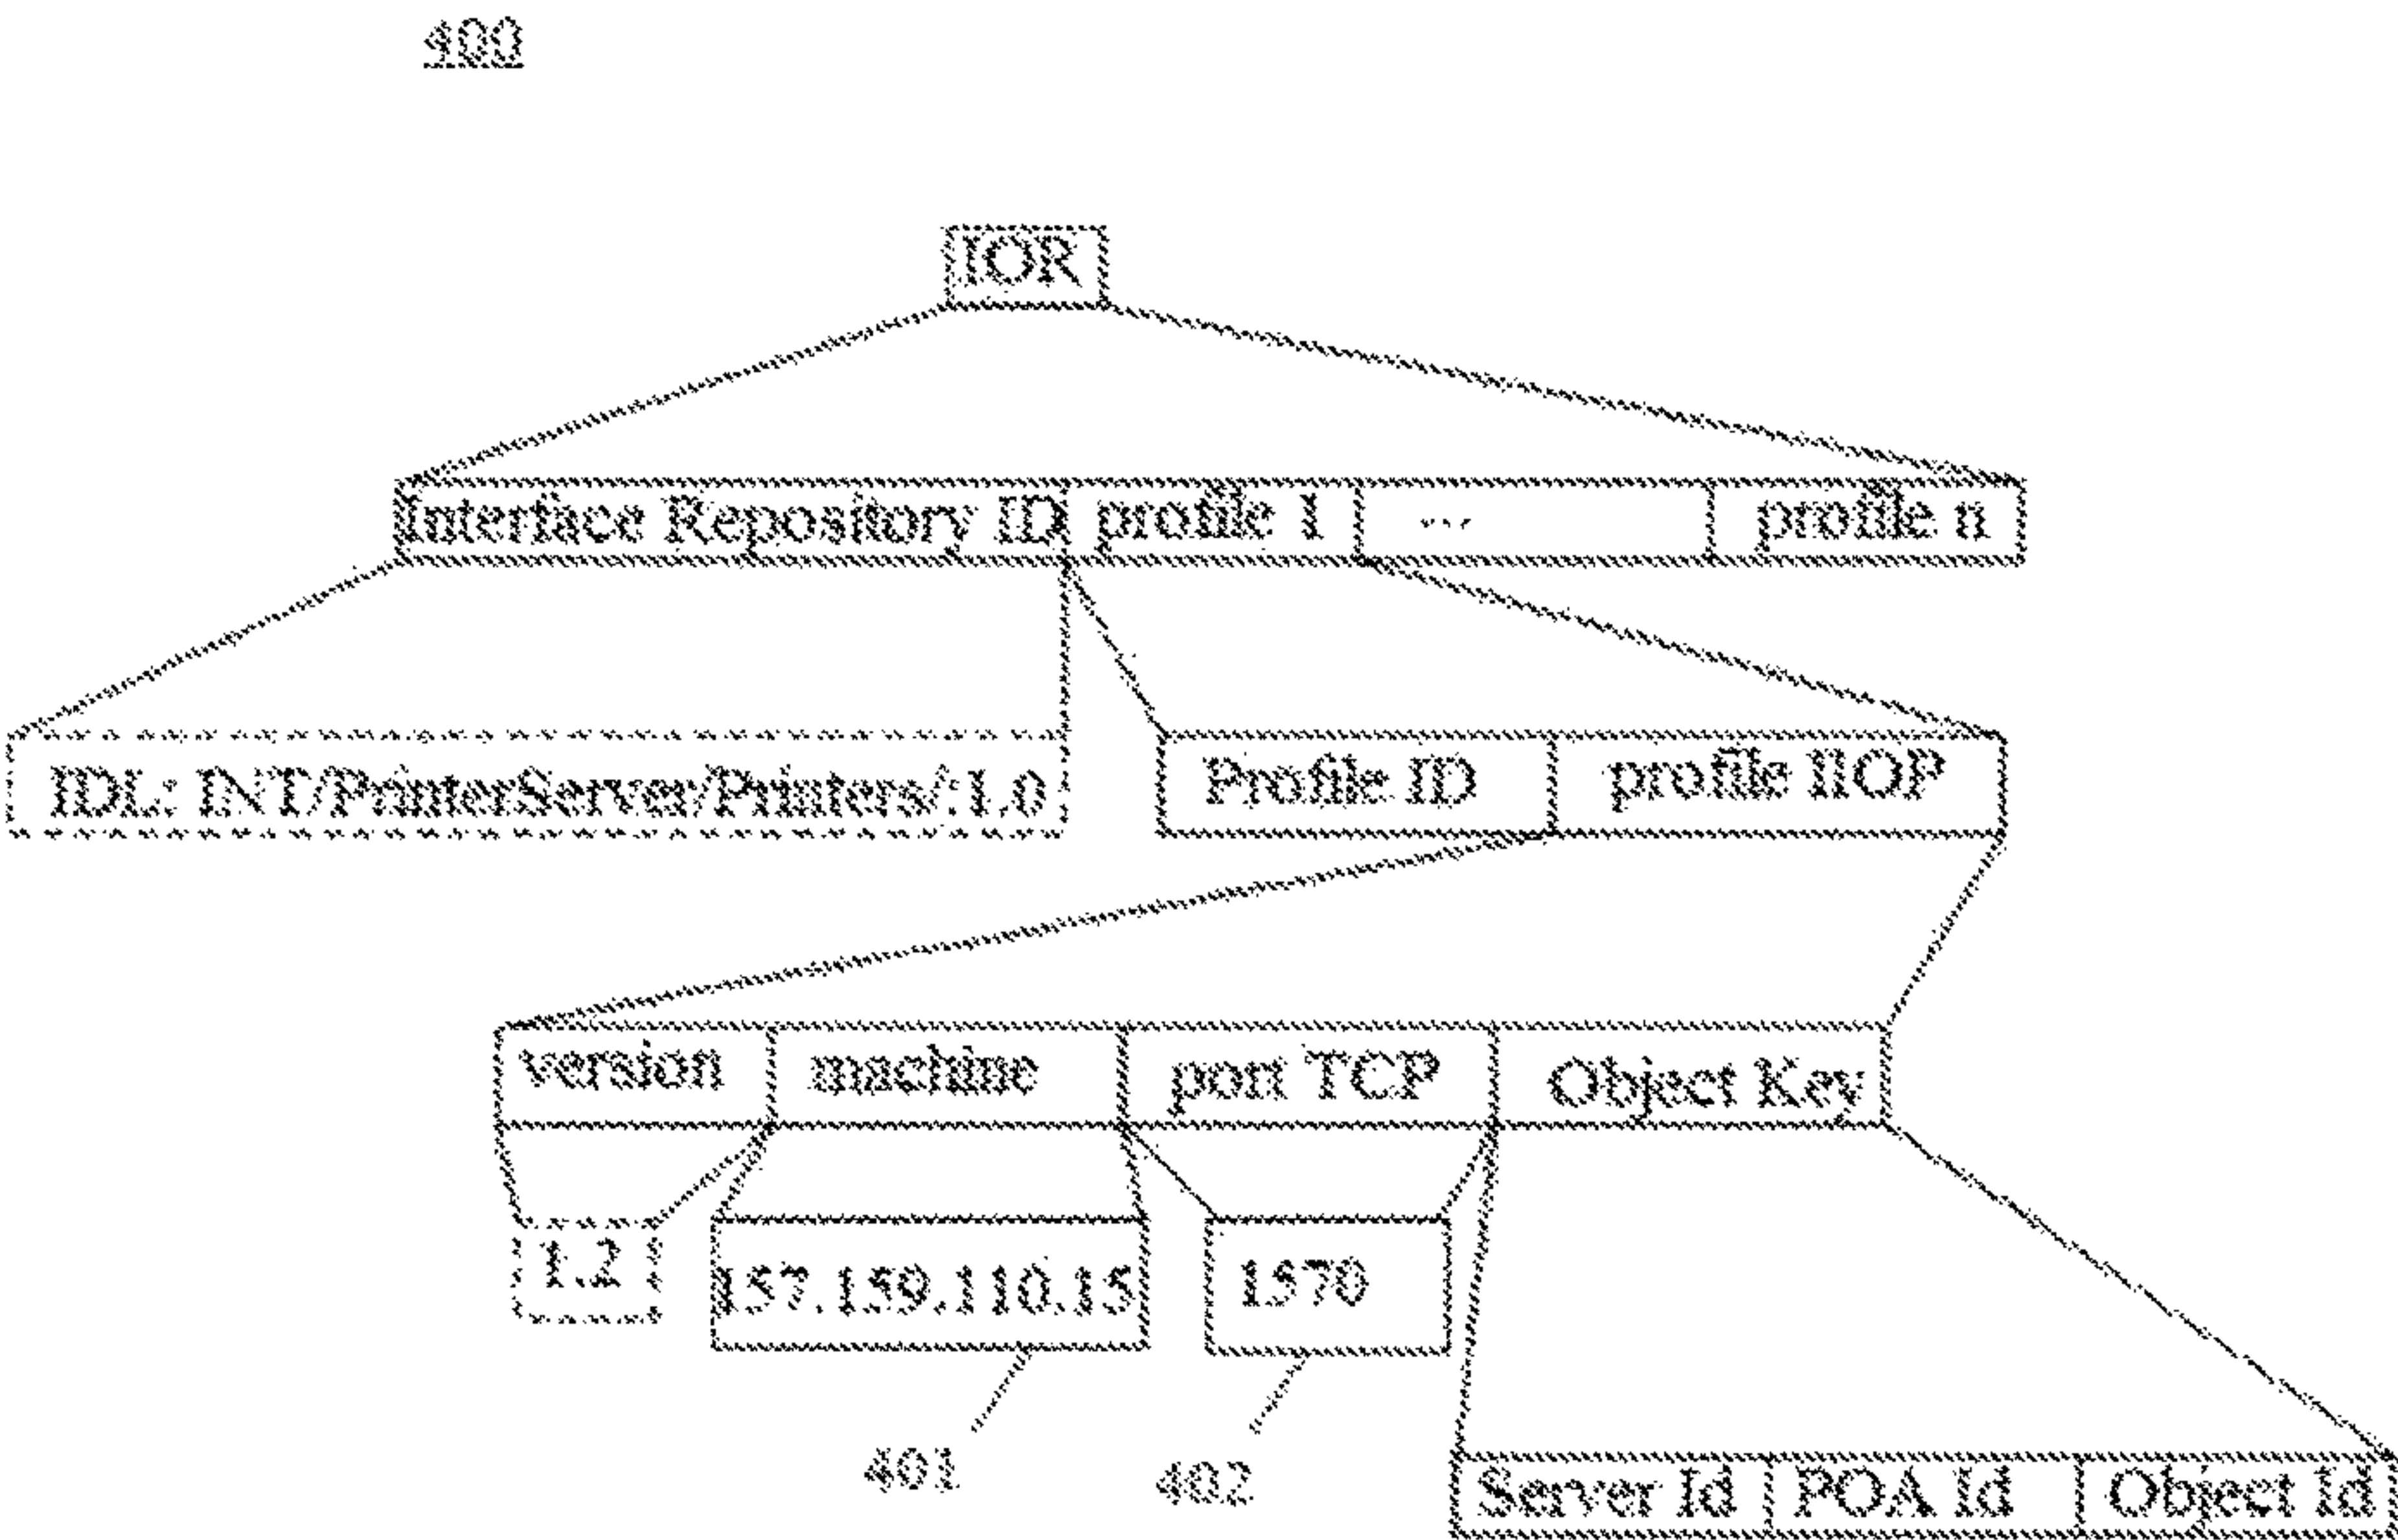 400
IOR
Interface Repository ID profile 1 ... profile n
IDL: INT/PrinterServer/Printers/:1.0 Profile ID profile IIOP
version machine port TCP Object Key
1.2 157.159.110.15 1570
401 402
Server Id POA Id Object Id